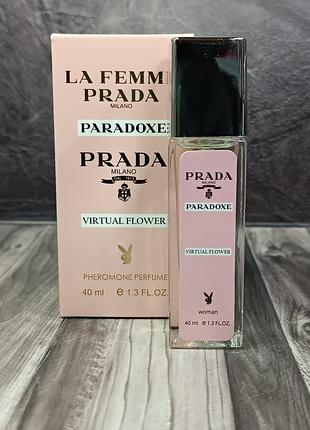 LA FEMME
PRADA
MILANO
PARADOXE
PRADA
MILANO
VIRTUAL FLOWER
PHEROMONE PERFUME
40 ml e 1.3 FL.OZ.
PRADA
MILANO
PARADOXE
VIRTUAL FLOWER
woman
40 ml e 1.3 FL.OZ.